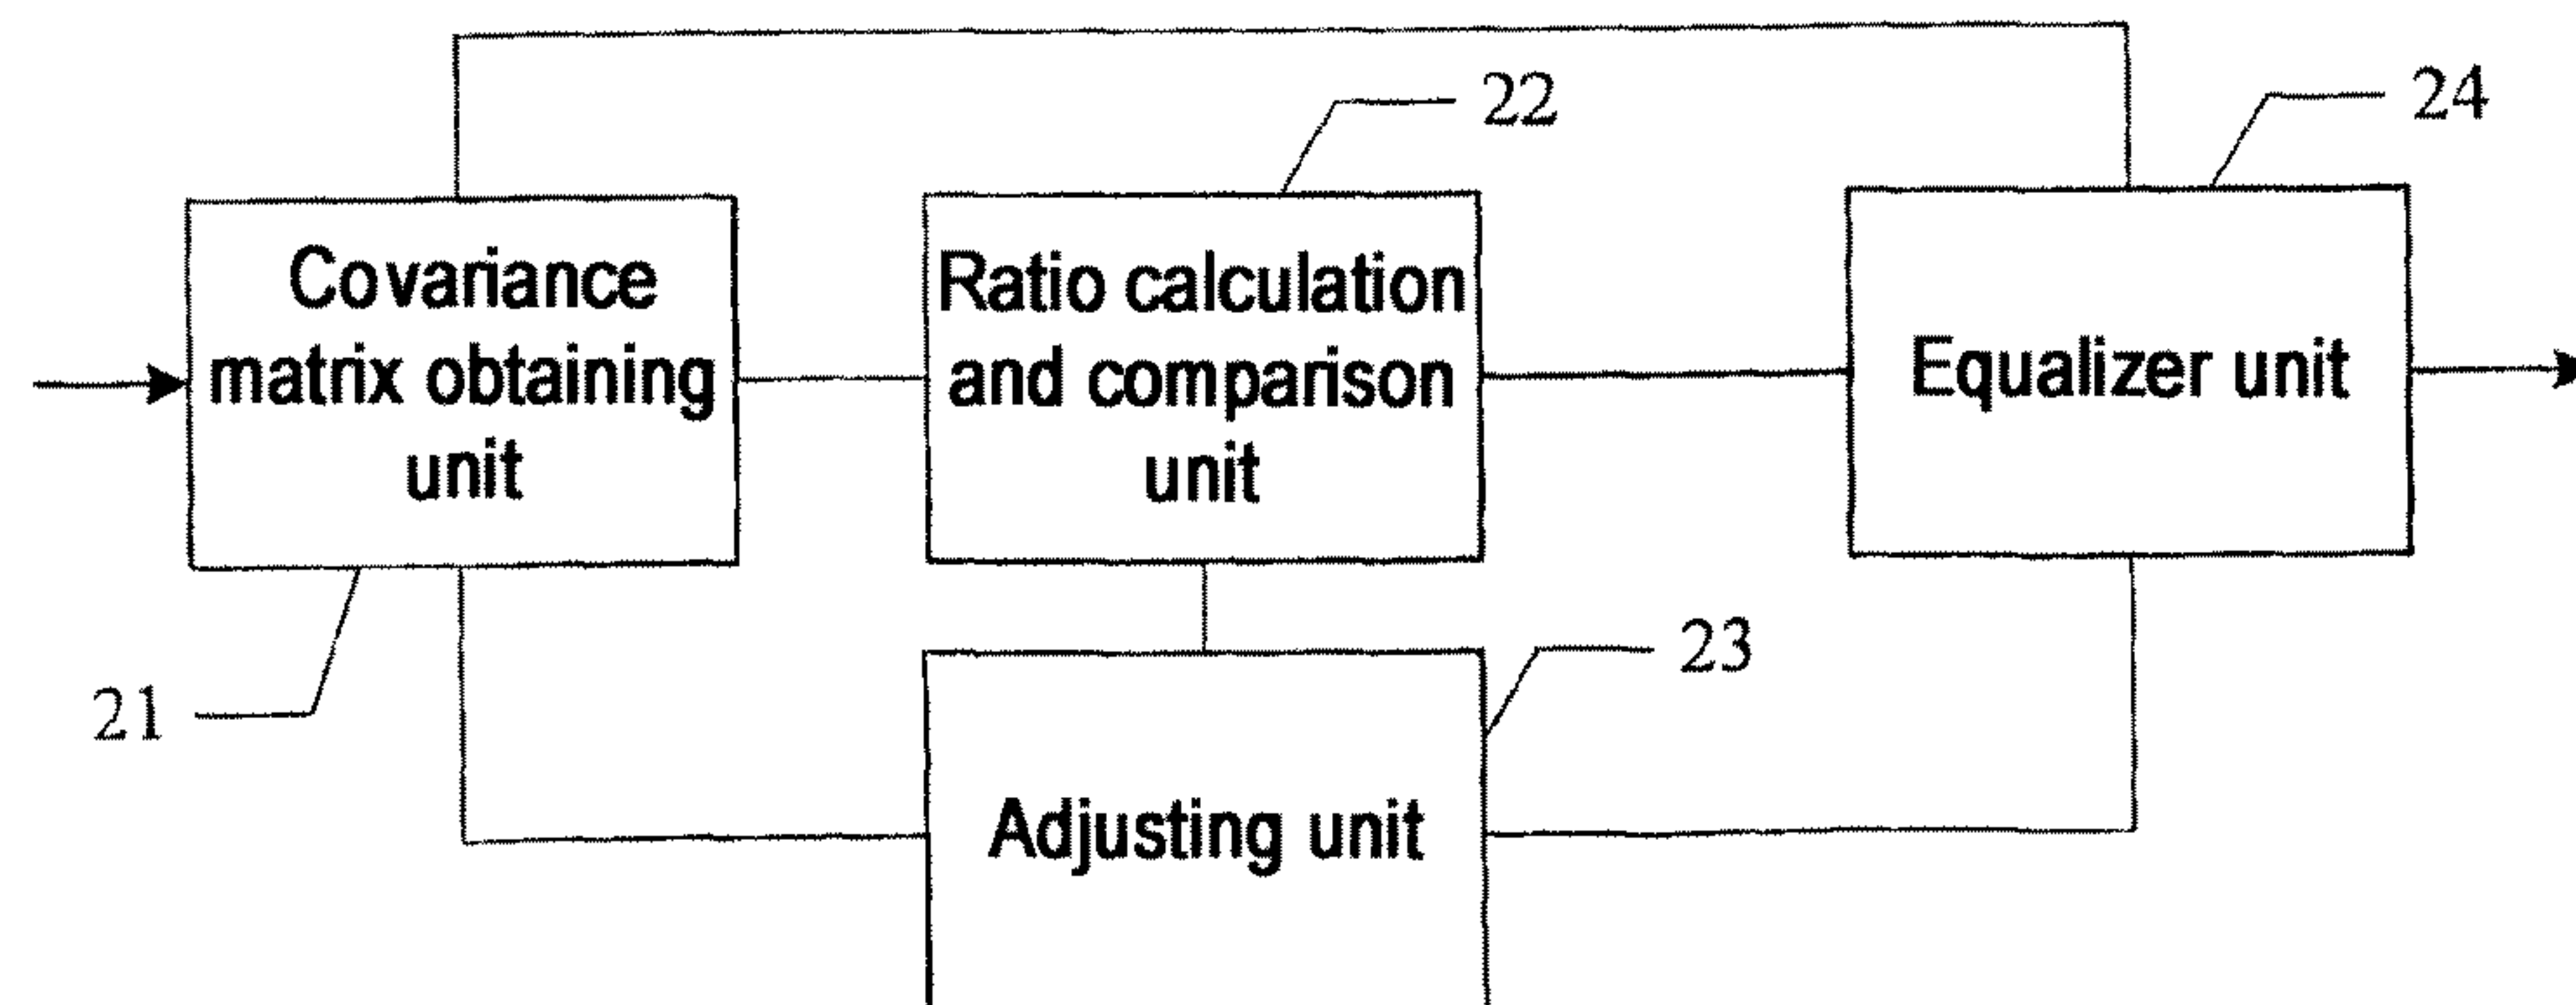 22
24
Covariance
matrix obtaining
unit
Ratio calculation
and comparison
unit
Equalizer unit
21
23
Adjusting unit